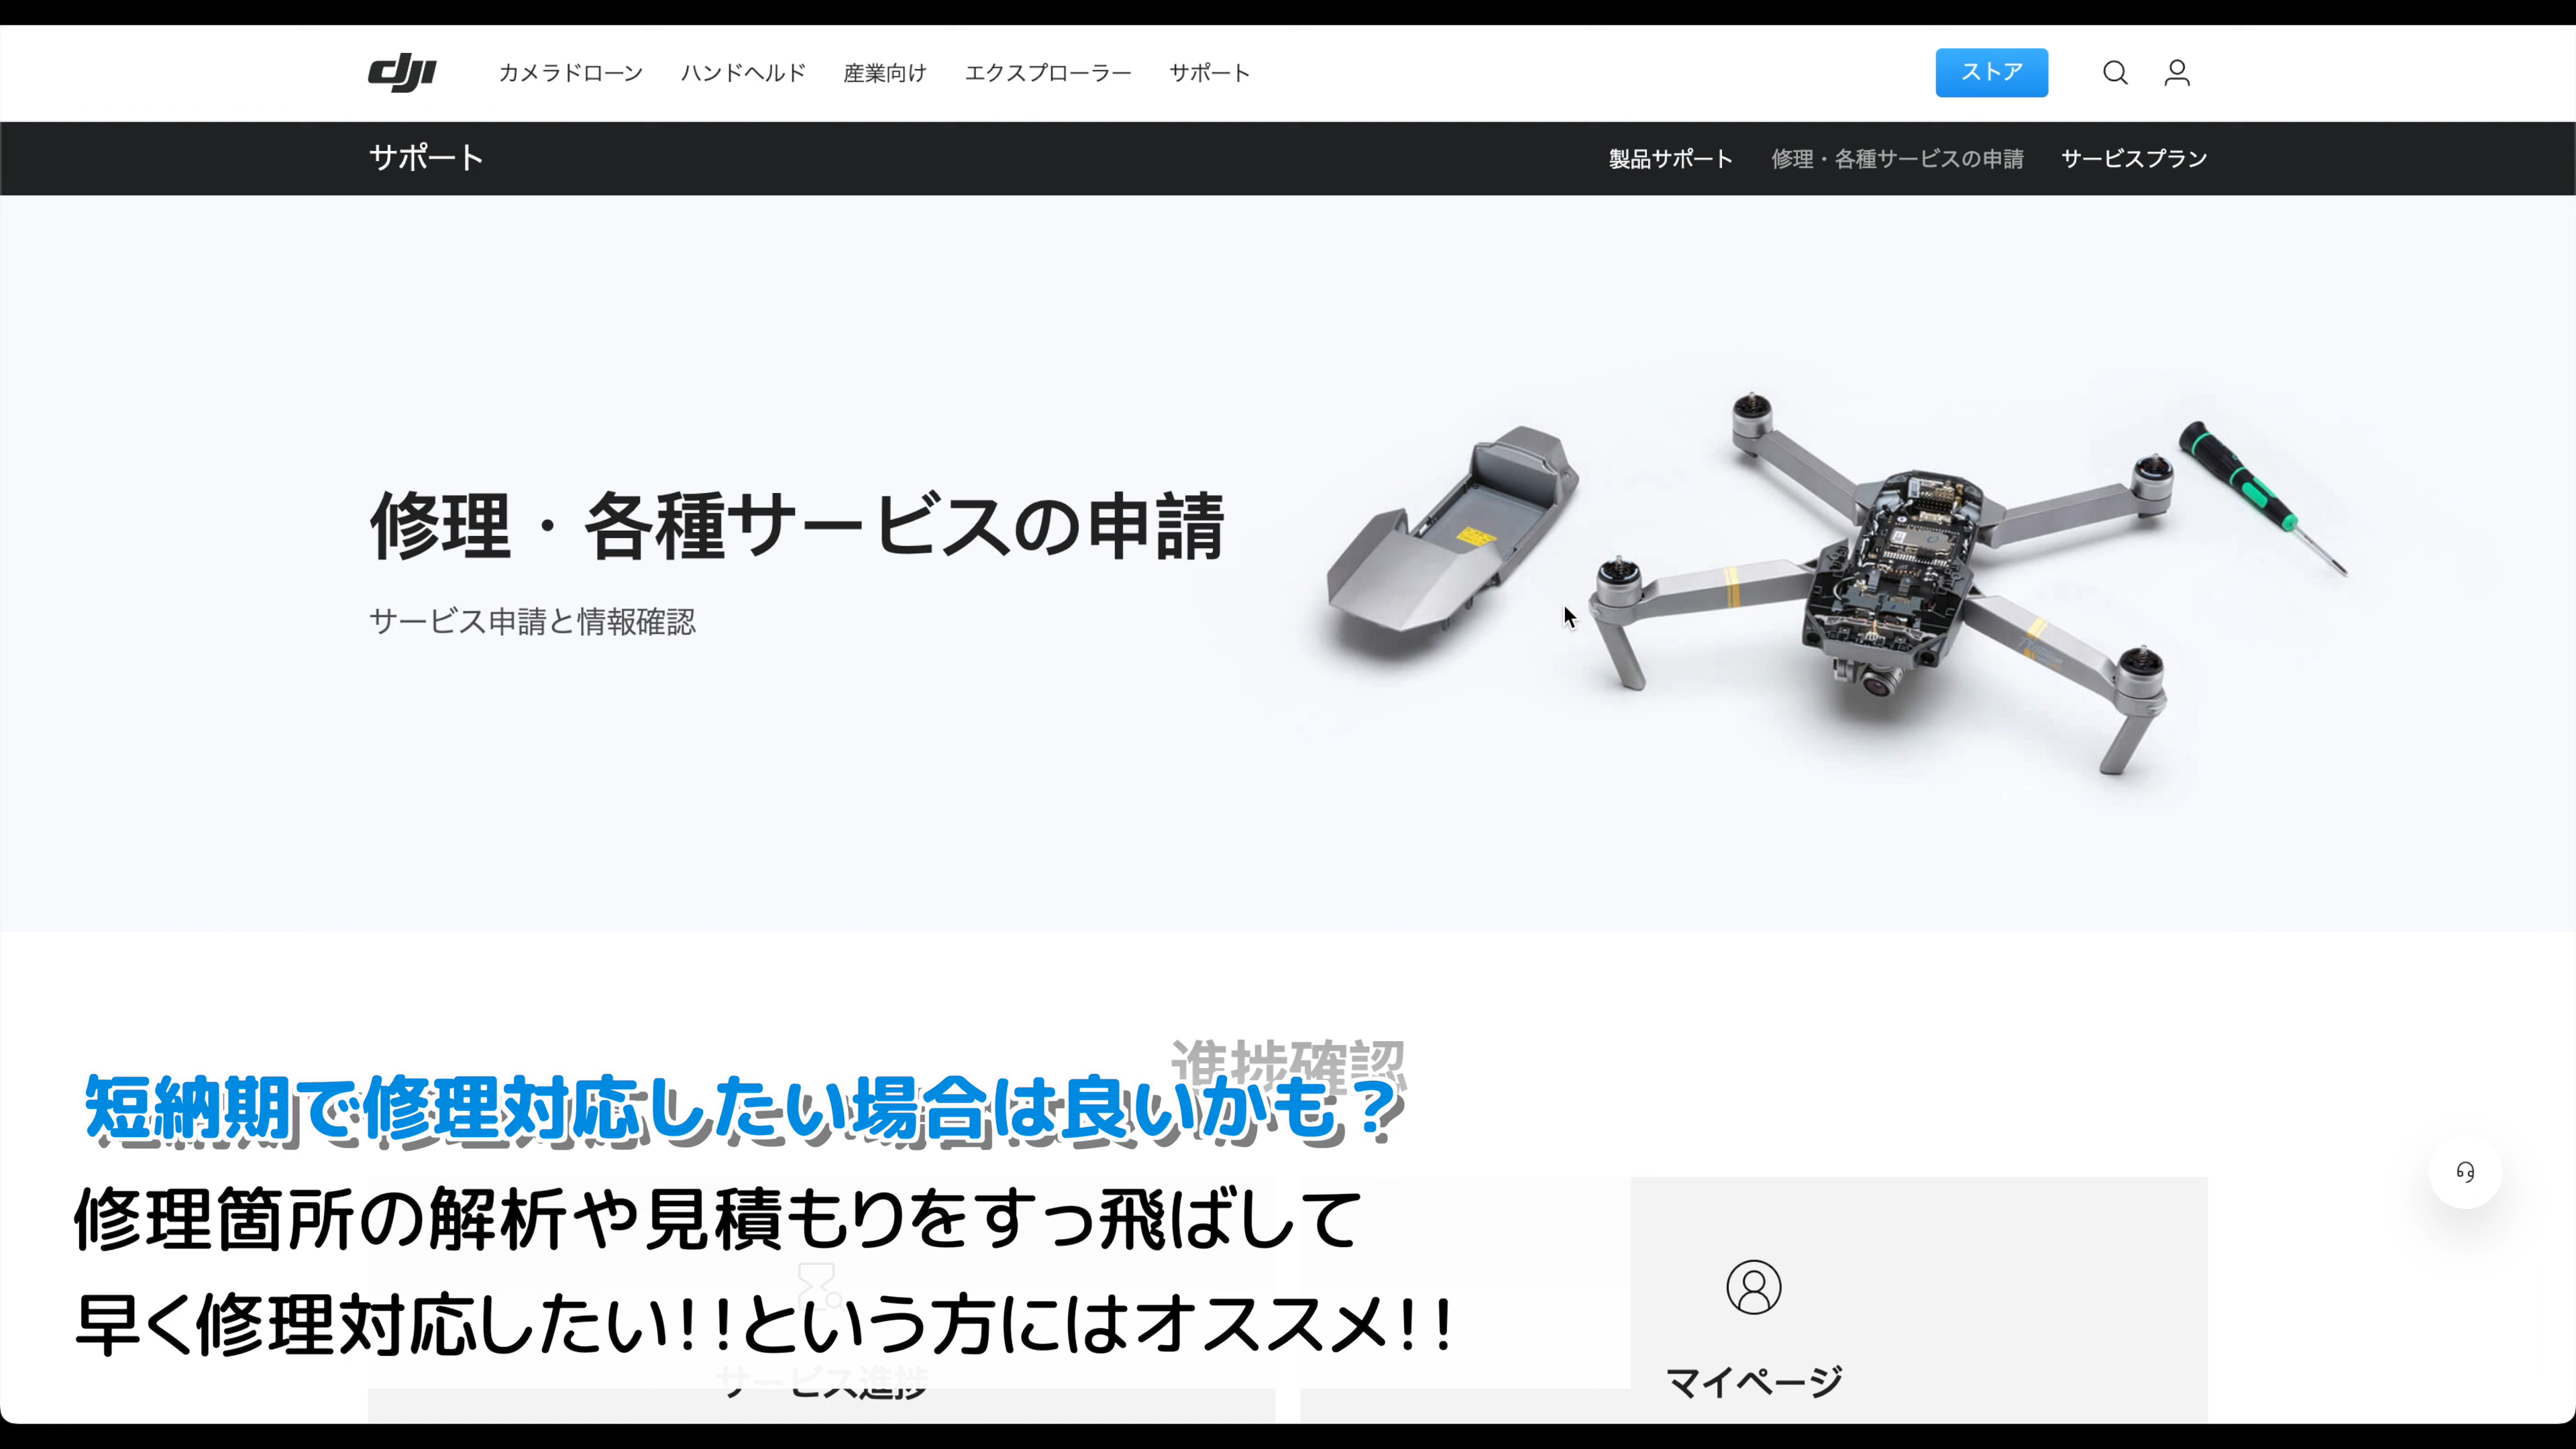 dji
カメラドローン ハンドヘルド 産業向け エクスプローラー サポート ストア
サポート 製品サポート 修理・各種サービスの申請 サービスプラン
修理・各種サービスの申請
サービス申請と情報確認
進捗確認
短納期で修理対応したい場合は良いかも？
修理箇所の解析や見積もりをすっ飛ばして
早く修理対応したい！！という方にはオススメ！！
サービス進捗 マイページ